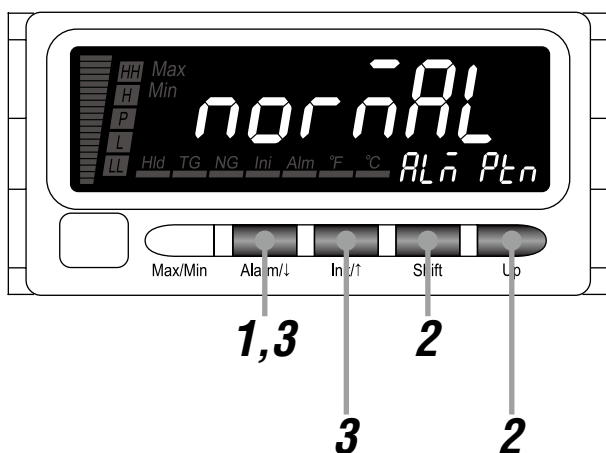 HH Max
H Min
P
L
LL
normAL
Hld TG NG Ini Alm °F °C
ALm Ptn
Max/Min Alarm/↓ Init/↑ Shift Up
1,3 2
3 2